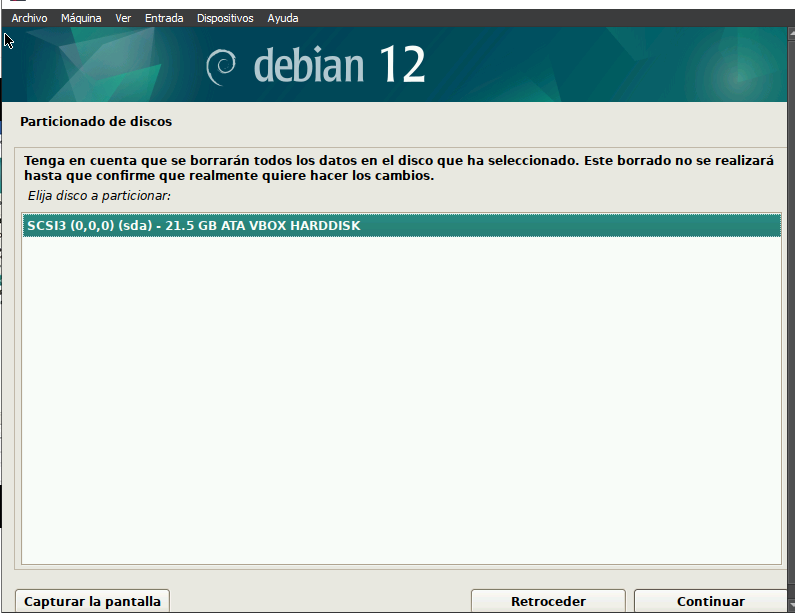 Archivo Máquina Ver Entrada Dispositivos Ayuda
debian 12
Particionado de discos
Tenga en cuenta que se borrarán todos los datos en el disco que ha seleccionado. Este borrado no se realizará
hasta que confirme que realmente quiere hacer los cambios.
Elija disco a particionar:
SCSI3 (0,0,0) (sda) - 21.5 GB ATA VBOX HARDDISK
Capturar la pantalla Retroceder Continuar